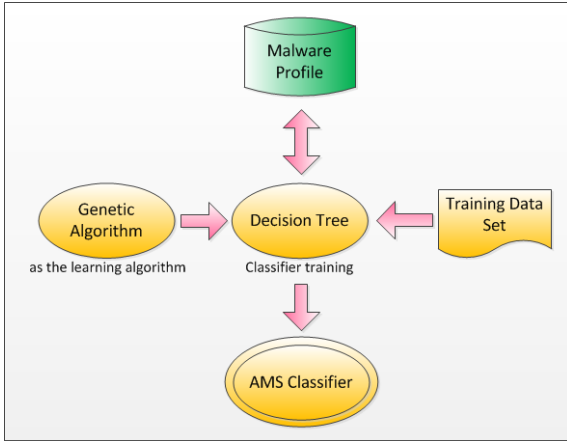 Malware
Profile
Genetic
Algorithm
as the learning algorithm
Decision Tree
Classifier training
Training Data
Set
AMS Classifier